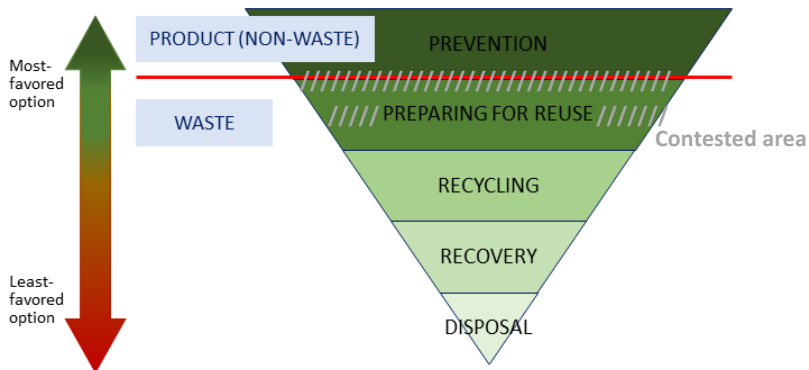 PRODUCT (NON-WASTE)
PREVENTION
Most-
favored
option
WASTE
PREPARING FOR REUSE
Contested area
RECYCLING
RECOVERY
Least-
favored
option
DISPOSAL